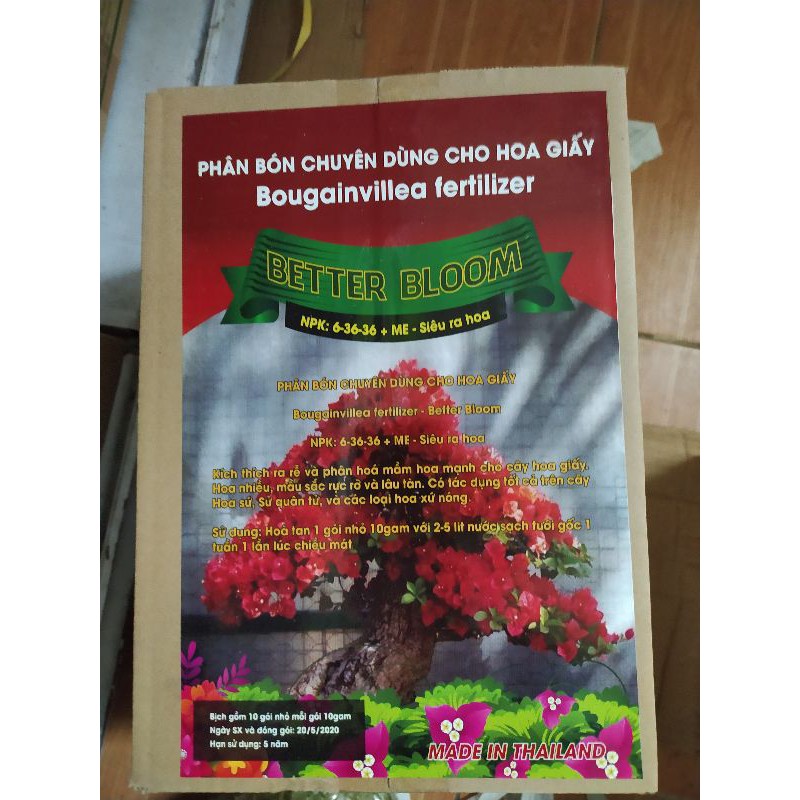 PHÂN BÓN CHUYÊN DÙNG CHO HOA GIẤY
Bougainvillea fertilizer
BETTER BLOOM
NPK: 6-36-36 + ME - Siêu ra hoa
PHÂN BÓN CHUYÊN DÙNG CHO HOA GIẤY
Bougginvillea fertilizer - Better Bloom
NPK: 6-36-36 + ME - Siêu ra hoa
Kích thích ra rễ và phân hoá mầm hoa mạnh cho cây hoa giấy.
Hoa nhiều, mầu sắc rực rỡ và lâu tàn. Có tác dụng tốt cả trên cây
Hoa sứ, Sứ quân tử, và các loại hoa xứ nóng.
Sử dụng: Hoà tan 1 gói nhỏ 10gam với 2-5 lít nước sạch tưới gốc 1
tuần 1 lần lúc chiều mát
Bịch gồm 10 gói nhỏ mỗi gói 10gam
Ngày SX và đóng gói: 20/5/2020
Hạn sử dụng: 5 năm
MADE IN THAILAND